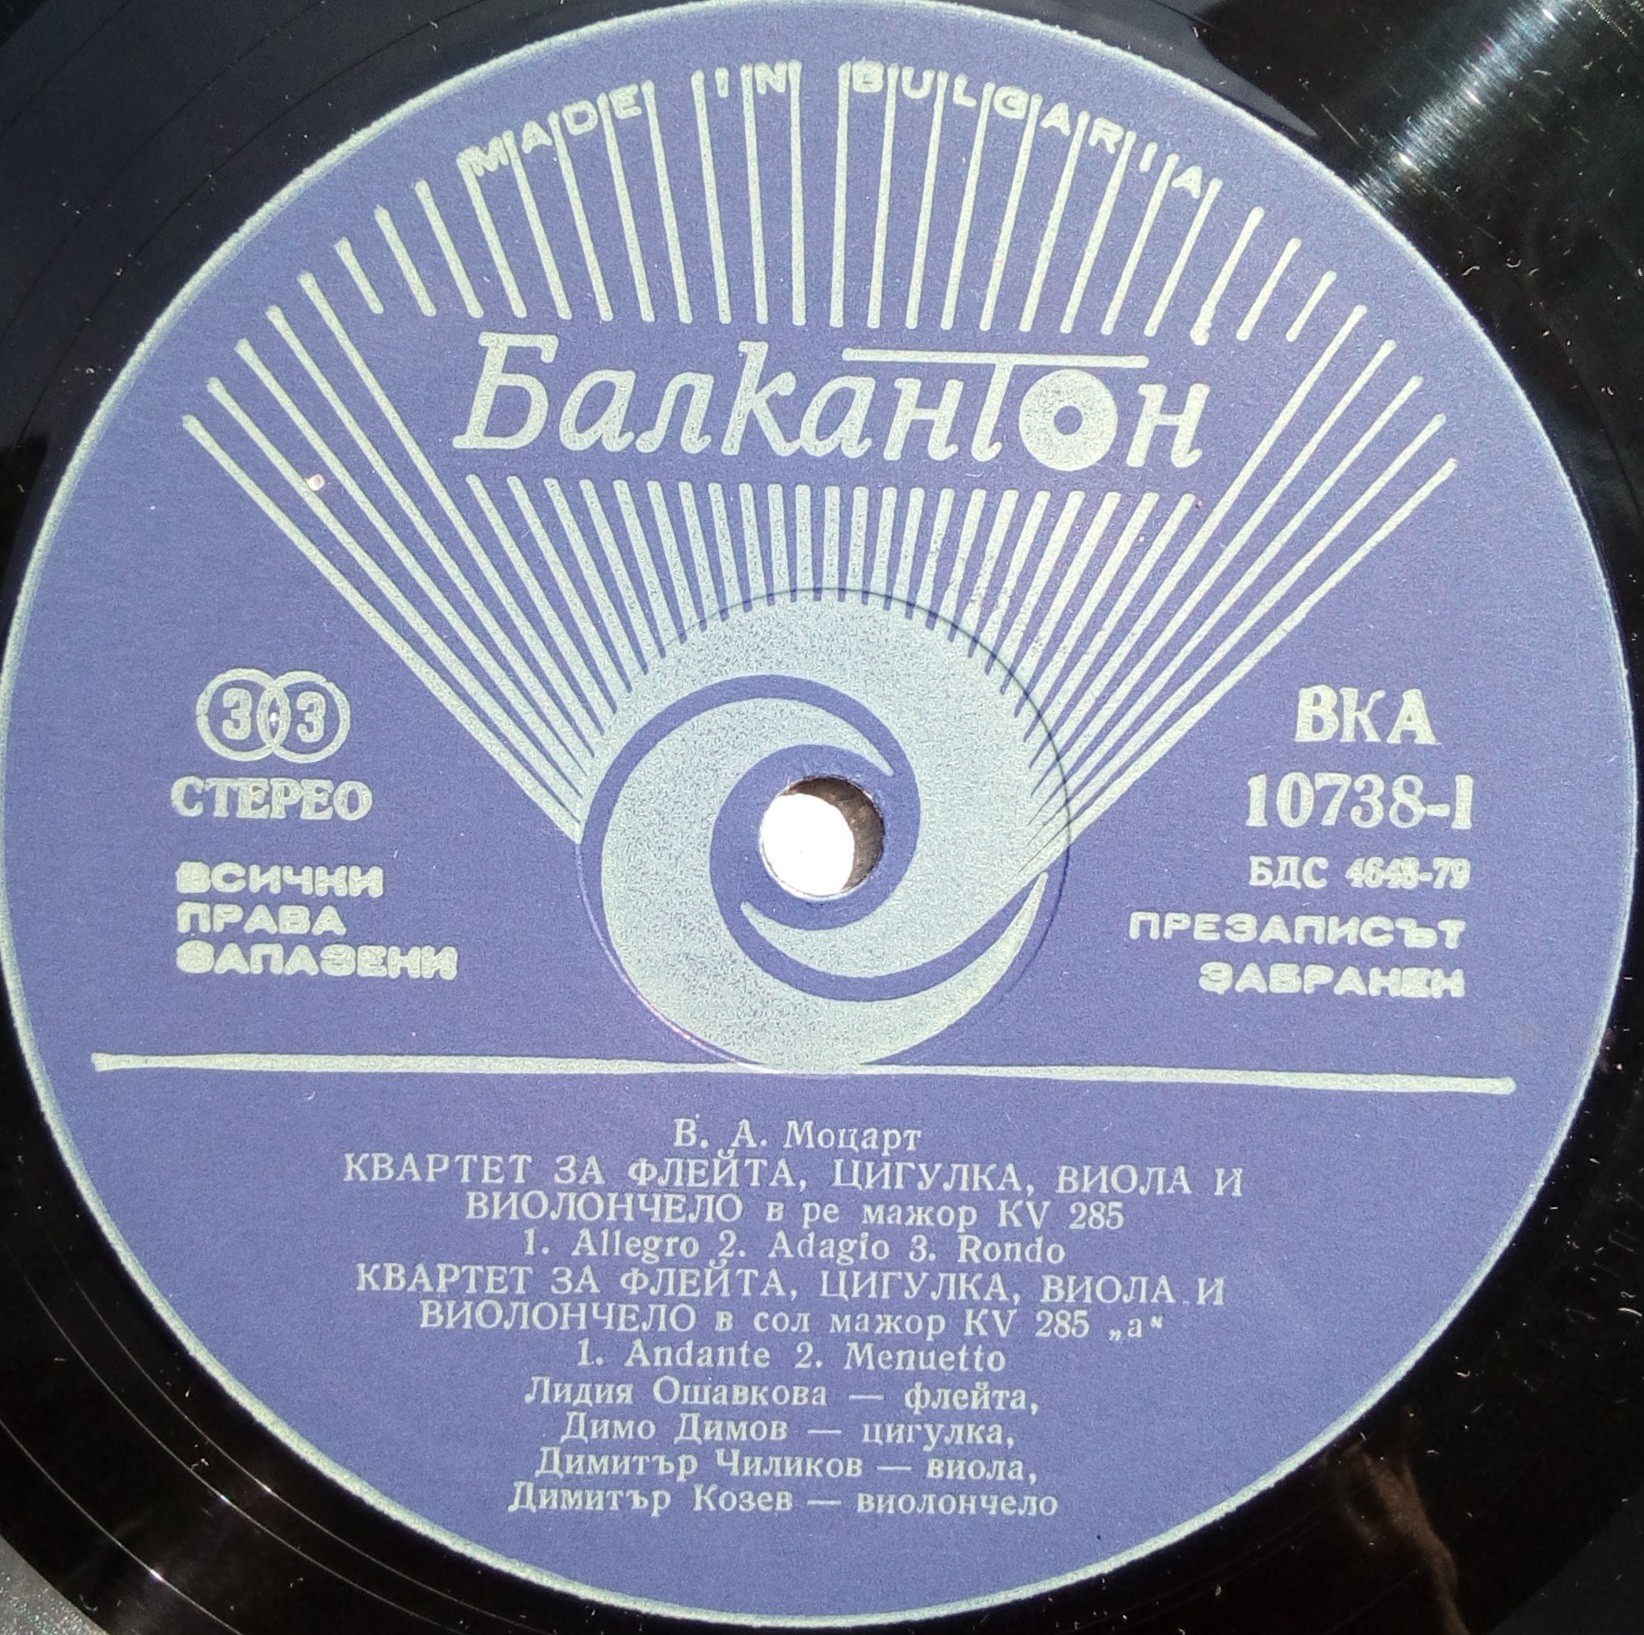 MADE IN BULGARIA
Балкантон
33
СТЕРЕО
ВСИЧКИ
ПРАВА
ЗАПАЗЕНИ
ВКА
10738-I
БДС 4643-79
ПРЕЗАПИСЪТ
ЗАБРАНЕН
В. А. Моцарт
КВАРТЕТ ЗА ФЛЕЙТА, ЦИГУЛКА, ВИОЛА И
ВИОЛОНЧЕЛО в ре мажор KV 285
1. Allegro 2. Adagio 3. Rondo
КВАРТЕТ ЗА ФЛЕЙТА, ЦИГУЛКА, ВИОЛА И
ВИОЛОНЧЕЛО в сол мажор KV 285 „а“
1. Andante 2. Menuetto
Лидия Ошавкова — флейта,
Димо Димов — цигулка,
Димитър Чиликов — виола,
Димитър Козев — виолончело